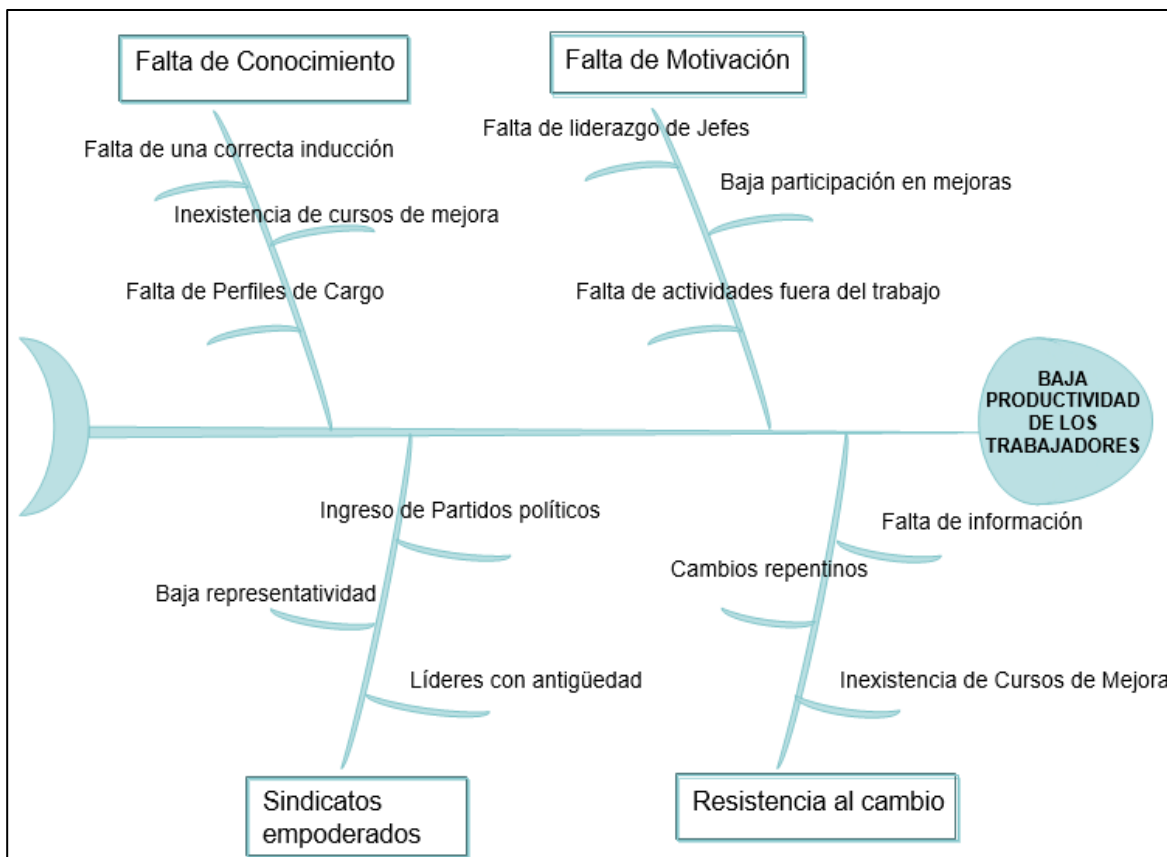 Falta de Conocimiento
Falta de Motivación
Falta de liderazgo de Jefes
Falta de una correcta inducción
Baja participación en mejoras
Inexistencia de cursos de mejora
Falta de Perfiles de Cargo
Falta de actividades fuera del trabajo
BAJA
PRODUCTIVIDAD
DE LOS
TRABAJADORES
Ingreso de Partidos políticos
Falta de información
Cambios repentinos
Baja representatividad
Líderes con antigüedad
Inexistencia de Cursos de Mejora
Sindicatos
empoderados
Resistencia al cambio